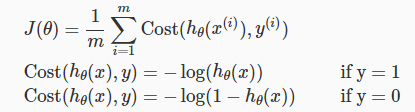 J(θ) = 1/m ∑_{i=1}^{m} Cost(h_θ(x^{(i)}), y^{(i)})
Cost(h_θ(x), y) = −log(h_θ(x)) if y = 1
Cost(h_θ(x), y) = −log(1 − h_θ(x)) if y = 0